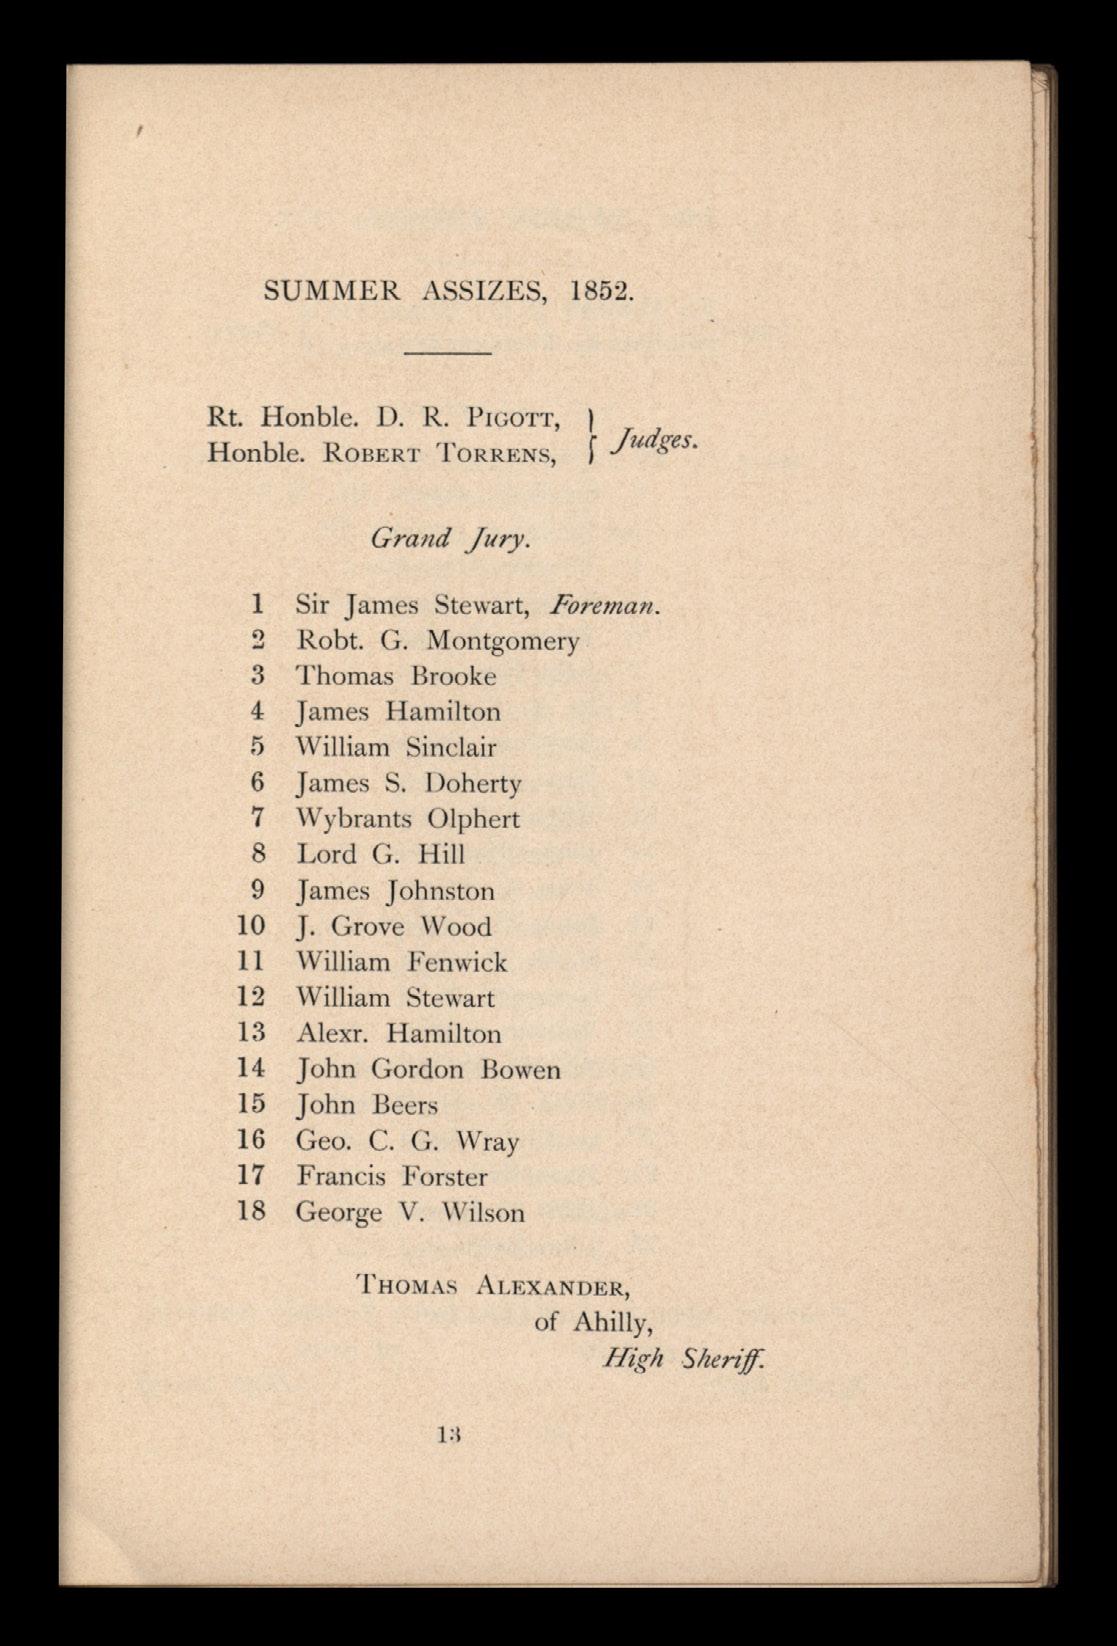 SUMMER ASSIZES, 1852.
Rt. Honble. D. R. PIGOTT,
Honble. ROBERT TORRENS,
} Judges.
Grand Jury.
1 Sir James Stewart, Foreman.
2 Robt. G. Montgomery
3 Thomas Brooke
4 James Hamilton
5 William Sinclair
6 James S. Doherty
7 Wybrants Olphert
8 Lord G. Hill
9 James Johnston
10 J. Grove Wood
11 William Fenwick
12 William Stewart
13 Alexr. Hamilton
14 John Gordon Bowen
15 John Beers
16 Geo. C. G. Wray
17 Francis Forster
18 George V. Wilson
THOMAS ALEXANDER,
of Ahilly,
High Sheriff.
13